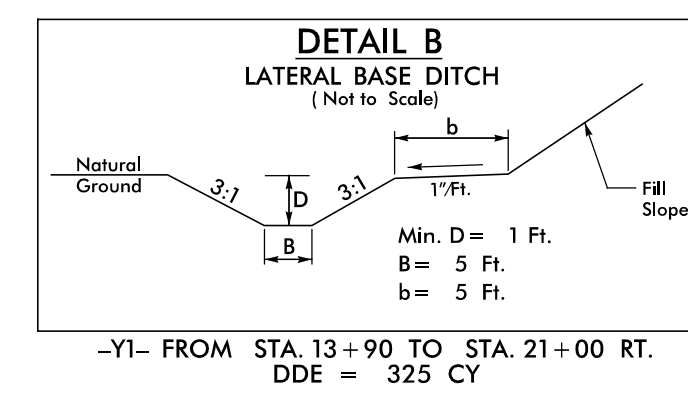 DETAIL B
LATERAL BASE DITCH
( Not to Scale)
b
Natural
Ground
3:1
D
3:1
1"/Ft.
Fill
Slope
B
Min. D = 1 Ft.
B = 5 Ft.
b = 5 Ft.
-Y1- FROM STA. 13+90 TO STA. 21+00 RT.
DDE = 325 CY